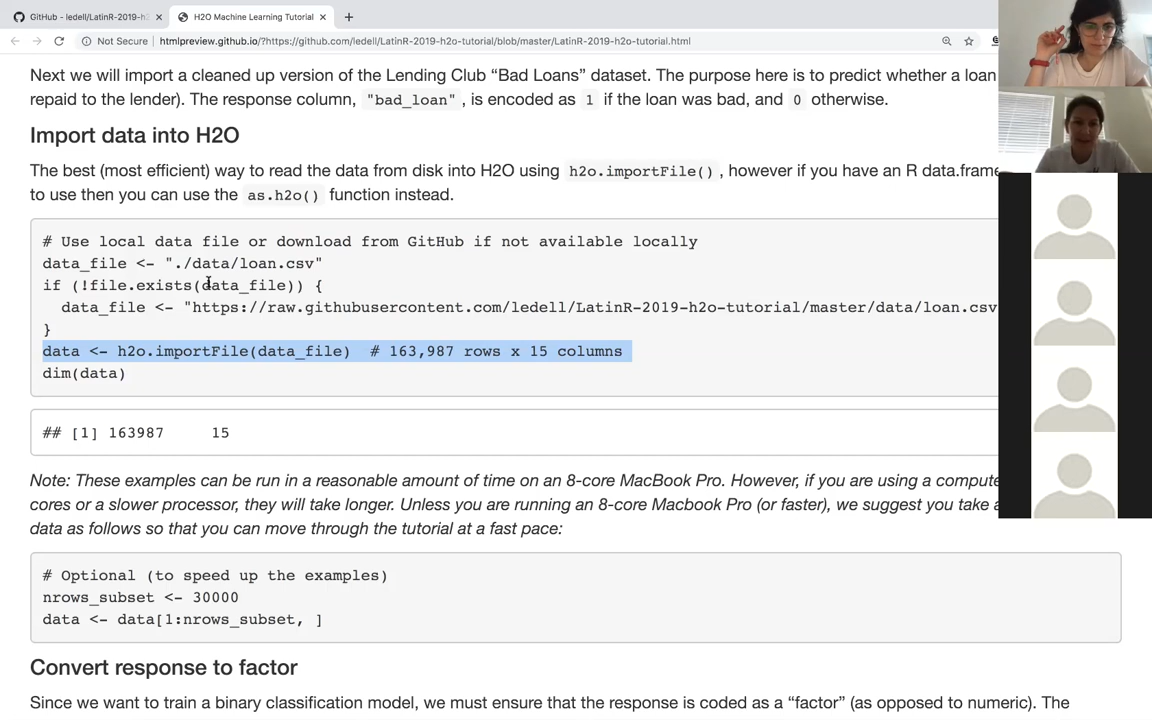 GitHub - ledell/LatinR-2019-h2
H2O Machine Learning Tutorial
Not Secure
htmlpreview.github.io/?https://github.com/ledell/LatinR-2019-h2o-tutorial/blob/master/LatinR-2019-h2o-tutorial.html
Next we will import a cleaned up version of the Lending Club “Bad Loans” dataset. The purpose here is to predict whether a loan
repaid to the lender). The response column, "bad_loan" , is encoded as 1 if the loan was bad, and 0 otherwise.
Import data into H2O
The best (most efficient) way to read the data from disk into H2O using h2o.importFile() , however if you have an R data.frame
to use then you can use the as.h2o() function instead.
# Use local data file or download from GitHub if not available locally
data_file <- "./data/loan.csv"
if (!file.exists(data_file)) {
data_file <- "https://raw.githubusercontent.com/ledell/LatinR-2019-h2o-tutorial/master/data/loan.csv
}
data <- h2o.importFile(data_file)  # 163,987 rows x 15 columns
dim(data)
## [1] 163987     15
Note: These examples can be run in a reasonable amount of time on an 8-core MacBook Pro. However, if you are using a compute
cores or a slower processor, they will take longer. Unless you are running an 8-core Macbook Pro (or faster), we suggest you take a
data as follows so that you can move through the tutorial at a fast pace:
# Optional (to speed up the examples)
nrows_subset <- 30000
data <- data[1:nrows_subset, ]
Convert response to factor
Since we want to train a binary classification model, we must ensure that the response is coded as a “factor” (as opposed to numeric). The